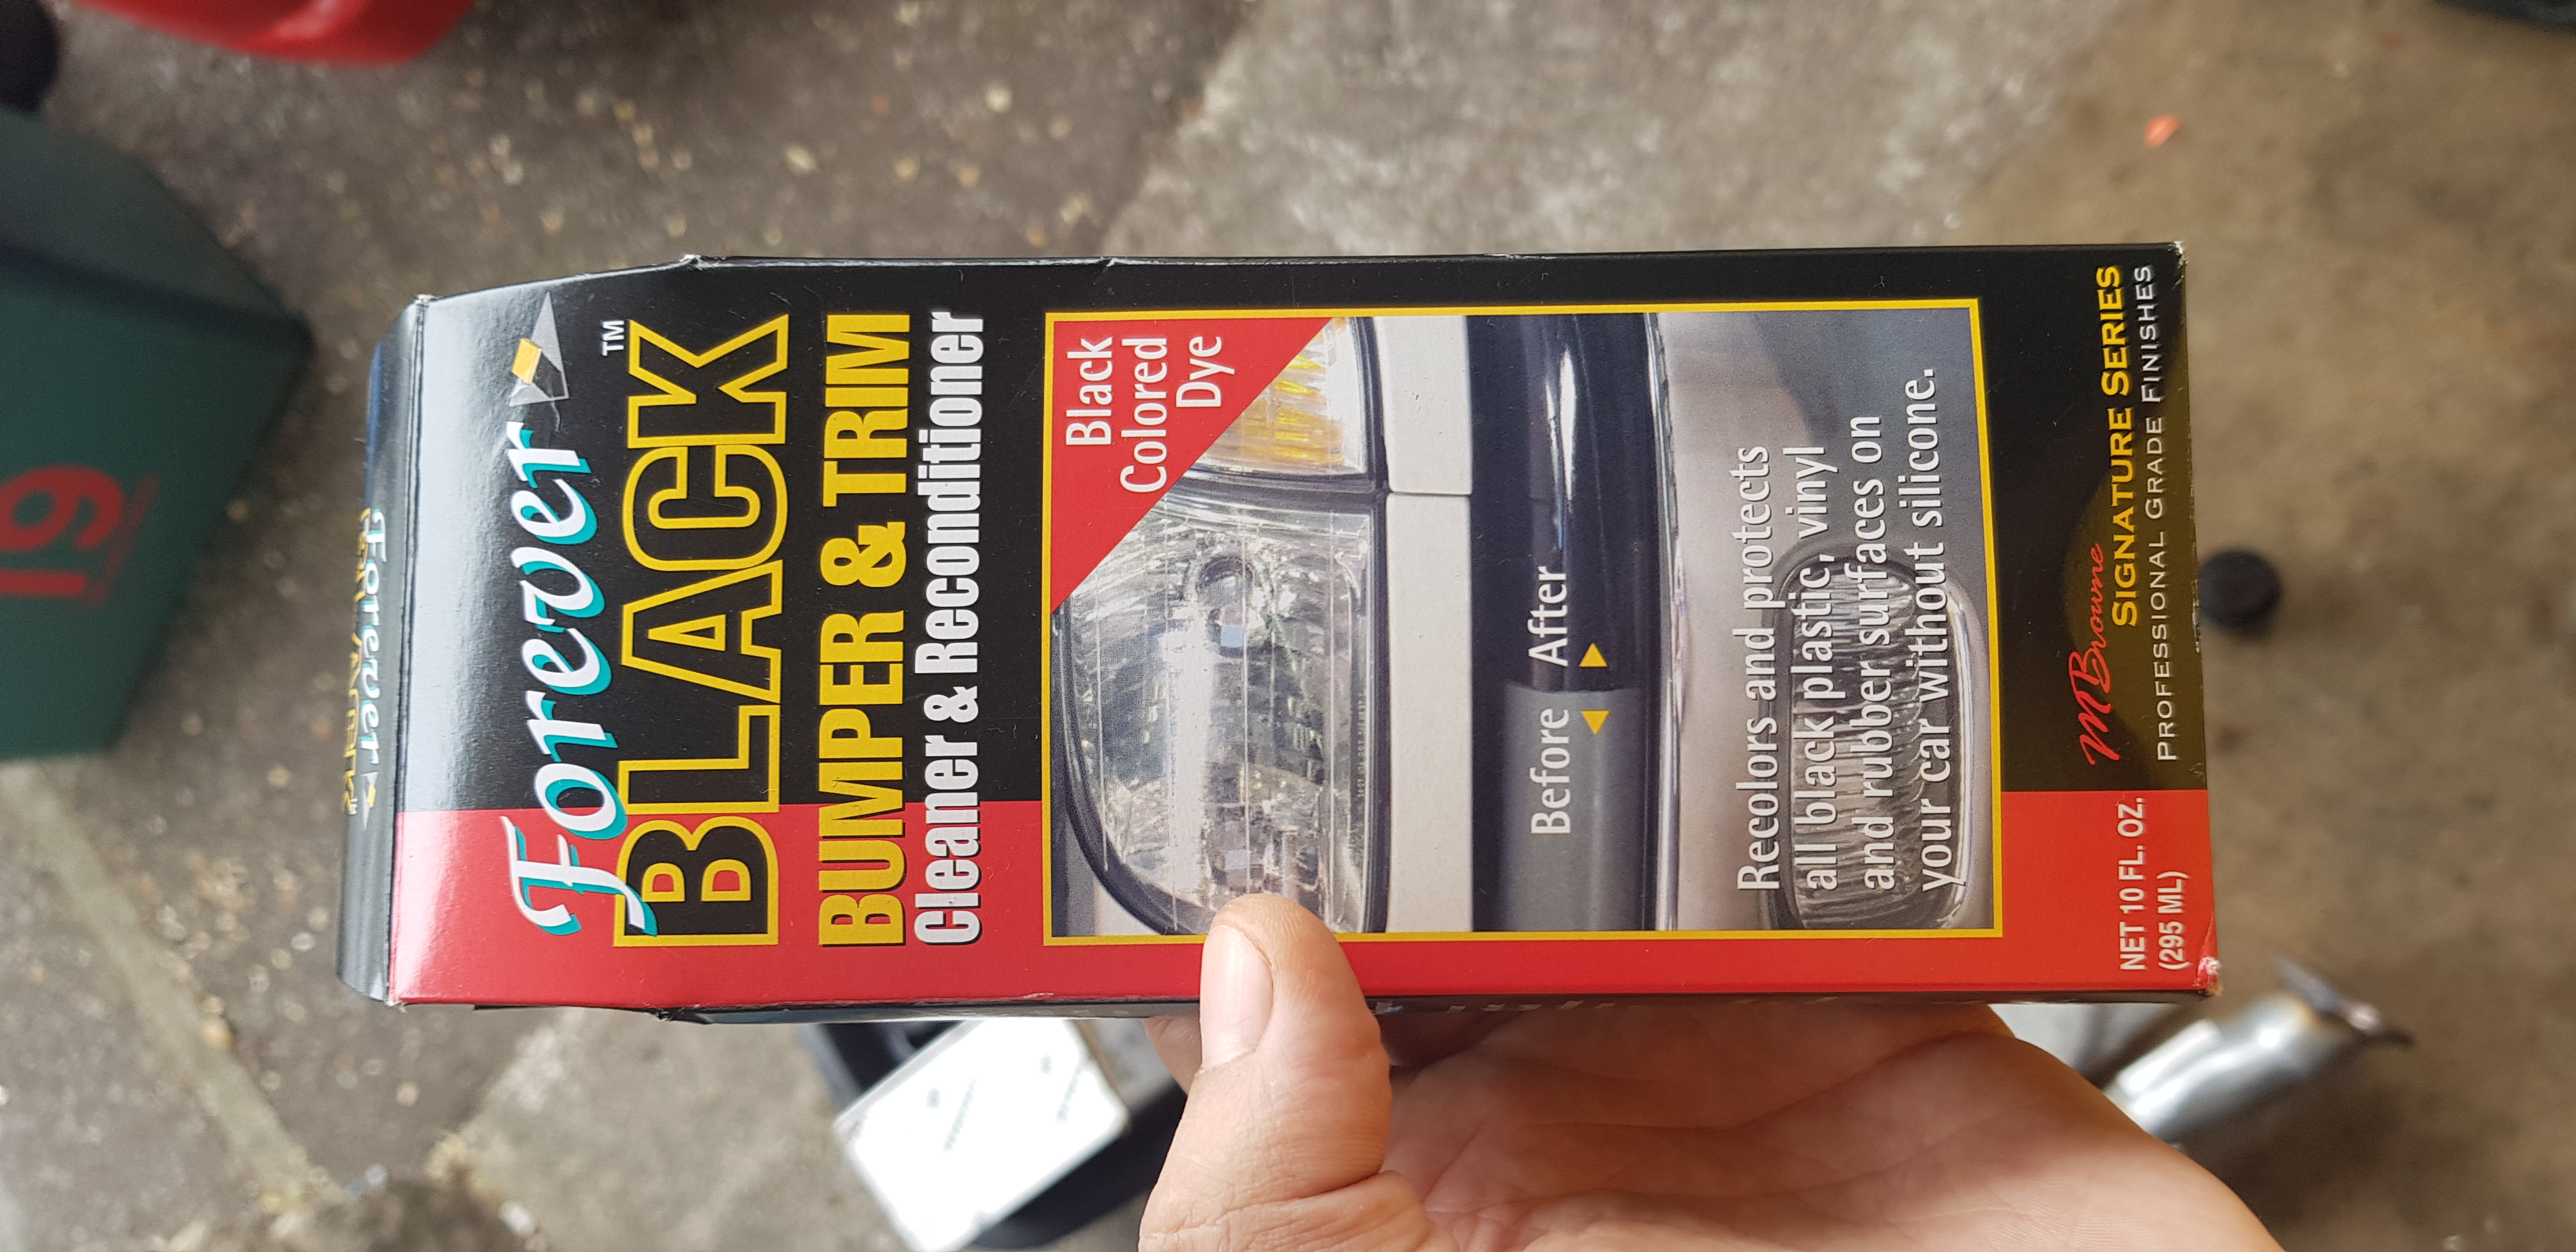 Forever
BLACK™
BUMPER & TRIM
Cleaner & Reconditioner
Black
Colored
Dye
Before After
Recolors and protects
all black plastic, vinyl
and rubber surfaces on
your car without silicone.
MBrowne
SIGNATURE SERIES
PROFESSIONAL GRADE FINISHES
NET 10 FL. OZ.
(295 ML)
Forever
19